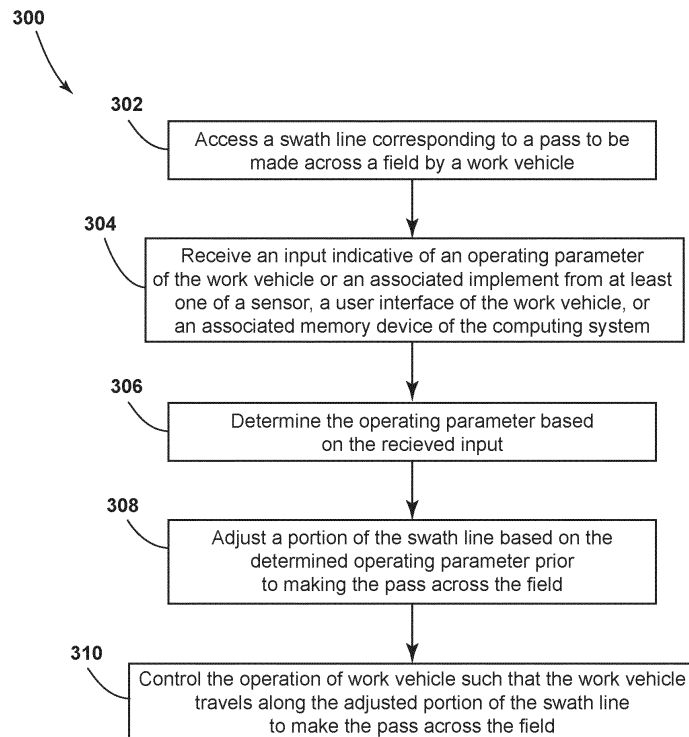 300
302
Access a swath line corresponding to a pass to be
made across a field by a work vehicle
304
Receive an input indicative of an operating parameter
of the work vehicle or an associated implement from at least
one of a sensor, a user interface of the work vehicle, or
an associated memory device of the computing system
306
Determine the operating parameter based
on the recieved input
308
Adjust a portion of the swath line based on the
determined operating parameter prior
to making the pass across the field
310
Control the operation of work vehicle such that the work vehicle
travels along the adjusted portion of the swath line
to make the pass across the field